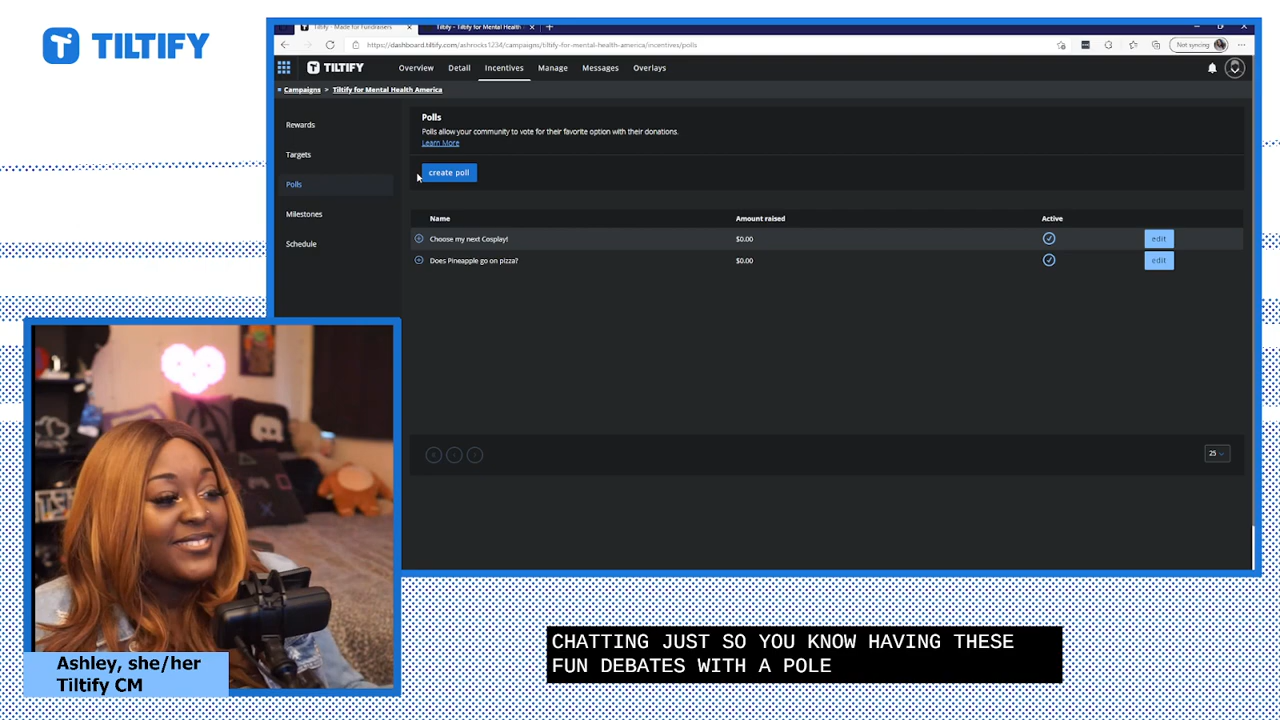 TILTIFY
Tiltify - Made for Fundraisers
Tiltify - Tiltify for Mental Health
https://dashboard.tiltify.com/ashrocks1234/campaigns/tiltify-for-mental-health-america/incentives/polls
Not syncing
TILTIFY
Overview
Detail
Incentives
Manage
Messages
Overlays
Campaigns > Tiltify for Mental Health America
Rewards
Targets
Polls
Milestones
Schedule
Polls
Polls allow your community to vote for their favorite option with their donations.
Learn More
create poll
Name Amount raised Active
Choose my next Cosplay! $0.00 edit
Does Pineapple go on pizza? $0.00 edit
25
Ashley, she/her
Tiltify CM
CHATTING JUST SO YOU KNOW HAVING THESE
FUN DEBATES WITH A POLE